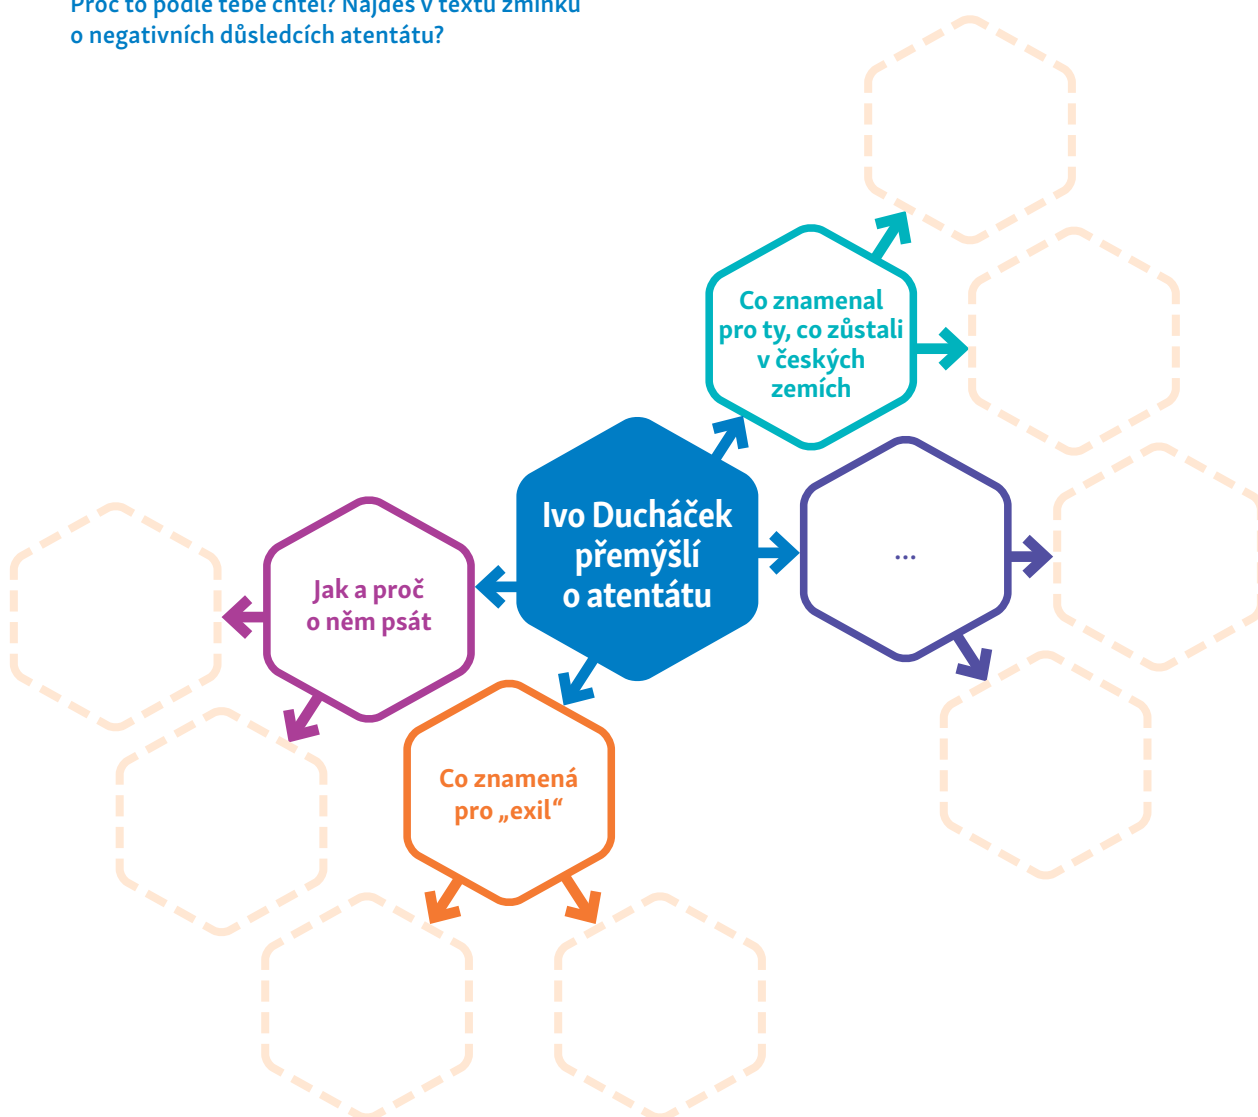 Proč to podle tebe chtěl? Najdeš v textu zmínku
o negativních důsledcích atentátu?
Co znamenal
pro ty, co zůstali
v českých
zemích
Ivo Ducháček
přemýšlí
o atentátu
...
Jak a proč
o něm psát
Co znamená
pro „exil“